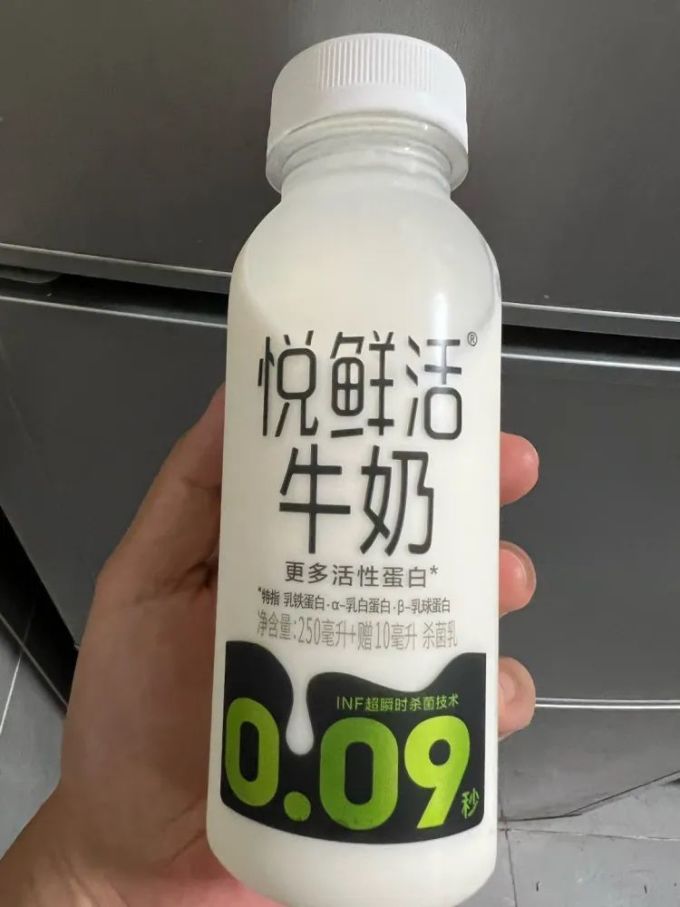 悦鲜活®
牛奶
更多活性蛋白*
*特指 乳铁蛋白·α-乳白蛋白·β-乳球蛋白
净含量:250毫升+赠10毫升 杀菌乳
INF超瞬时杀菌技术
0.09秒